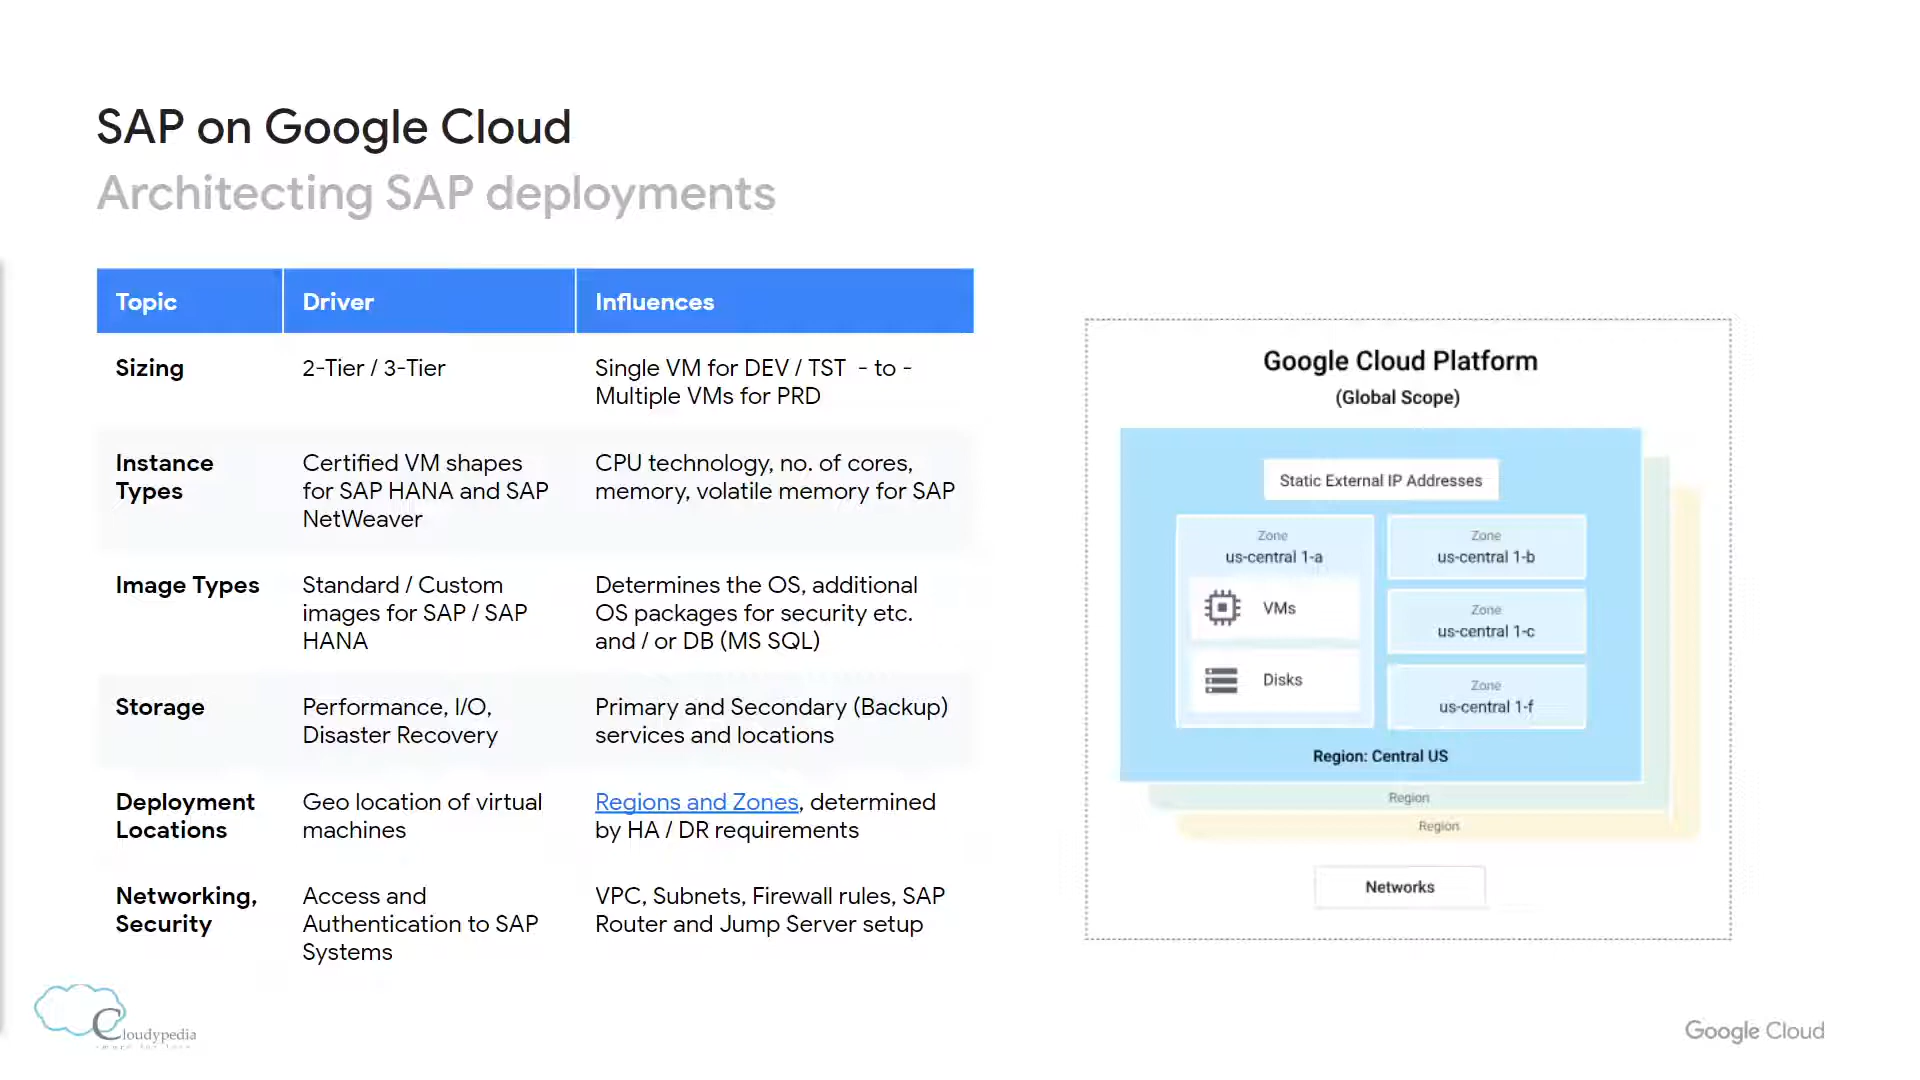 SAP on Google Cloud
Architecting SAP deployments
Topic
Driver
Influences
Sizing
2-Tier / 3-Tier
Single VM for DEV / TST - to -
Multiple VMs for PRD
Instance
Types
Certified VM shapes
for SAP HANA and SAP
NetWeaver
CPU technology, no. of cores,
memory, volatile memory for SAP
Image Types
Standard / Custom
images for SAP / SAP
HANA
Determines the OS, additional
OS packages for security etc.
and / or DB (MS SQL)
Storage
Performance, I/O,
Disaster Recovery
Primary and Secondary (Backup)
services and locations
Deployment
Locations
Geo location of virtual
machines
Regions and Zones, determined
by HA / DR requirements
Networking,
Security
Access and
Authentication to SAP
Systems
VPC, Subnets, Firewall rules, SAP
Router and Jump Server setup
Google Cloud Platform
(Global Scope)
Static External IP Addresses
Zone
us-central 1-a
VMs
Disks
Zone
us-central 1-b
Zone
us-central 1-c
Zone
us-central 1-f
Region: Central US
Region
Region
Networks
Cloudypedia
Google Cloud